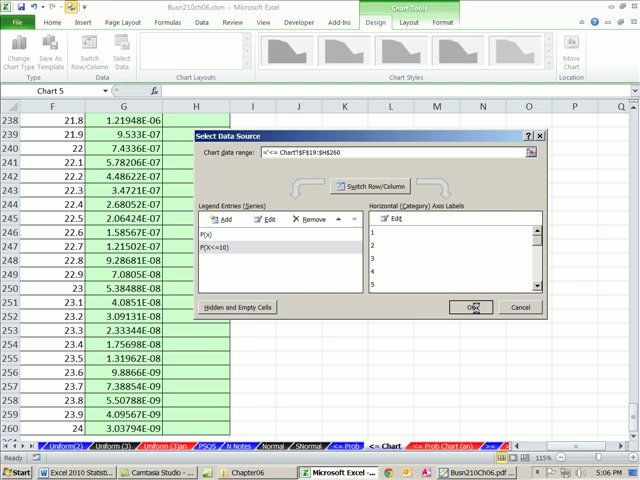 Busn210ch06.xlsm - Microsoft Excel
Chart Tools
File Home Insert Page Layout Formulas Data Review View Developer Add-Ins Design Layout Format
Change Chart Type
Save As Template
Switch Row/Column
Select Data
Move Chart
Type Data Chart Layouts Chart Styles Location
Chart 5 fx
F G H I J K L M N O P Q
238 21.8 1.21948E-06
239 21.9 9.533E-07
240 22 7.4336E-07
241 22.1 5.78206E-07
242 22.2 4.48622E-07
243 22.3 3.4721E-07
244 22.4 2.68052E-07
245 22.5 2.06424E-07
246 22.6 1.58567E-07
247 22.7 1.21502E-07
248 22.8 9.28681E-08
249 22.9 7.0805E-08
250 23 5.38488E-08
251 23.1 4.0851E-08
252 23.2 3.09131E-08
253 23.3 2.33344E-08
254 23.4 1.75698E-08
255 23.5 1.31962E-08
256 23.6 9.8866E-09
257 23.7 7.38854E-09
258 23.8 5.50788E-09
259 23.9 4.09567E-09
260 24 3.03794E-09
Select Data Source
Chart data range: ='<= Chart'!$F$19:$H$260
Switch Row/Column
Legend Entries (Series)
Add Edit Remove
P(x)
P(X<=10)
Horizontal (Category) Axis Labels
Edit
1
2
3
4
5
Hidden and Empty Cells
OK Cancel
Uniform(2) Uniform (3) Uniform (3)an PSQS N Notes Normal SNormal <= Prob <= Chart <= Prob Chart (an) >=
Ready 115%
Start Excel 2010 Statisti... Camtasia Studio - ... Chapter06 Microsoft Excel - ... Busn210Ch06.pdf ... 5:06 PM